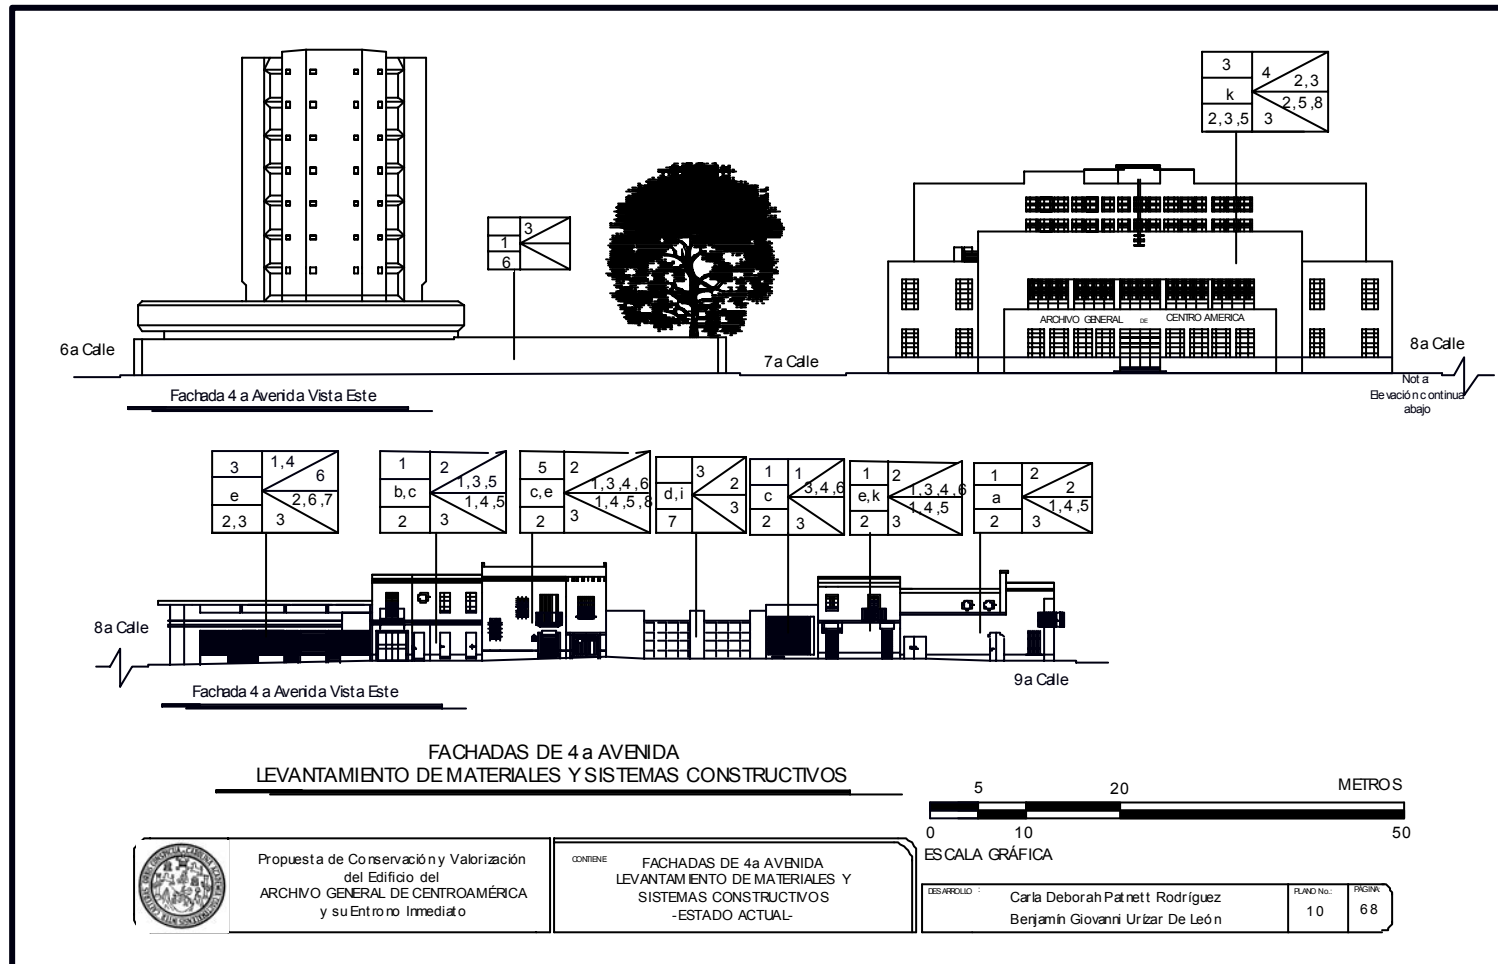 3
4
2,3
k
2,5,8
2,3,5
3
3
1
6
ARCHIVO GENERAL DE CENTRO AMERICA
6a Calle
7a Calle
8a Calle
Fachada 4a Avenida Vista Este
Nota
Elevación continua
abajo
3
1,4
6
e
2,6,7
2,3
3
1
2
1,3,5
b,c
1,4,5
2
3
5
2
1,3,4,6
c,e
1,4,5,8
2
3
3
2
d,i
3
7
1
1
3,4,6
c
2
3
1
2
1,3,4,6
e,k
1,4,5
2
3
1
2
2
a
1,4,5
2
3
8a Calle
9a Calle
Fachada 4a Avenida Vista Este
FACHADAS DE 4a AVENIDA
LEVANTAMIENTO DE MATERIALES Y SISTEMAS CONSTRUCTIVOS
5 20 METROS
0 10 50
ESCALA GRÁFICA
Propuesta de Conservación y Valorización
del Edificio del
ARCHIVO GENERAL DE CENTROAMÉRICA
y su Entrono Inmediato
CONTIENE
FACHADAS DE 4a AVENIDA
LEVANTAMIENTO DE MATERIALES Y
SISTEMAS CONSTRUCTIVOS
-ESTADO ACTUAL-
DESARROLLO :
Carla Deborah Patnett Rodríguez
Benjamín Giovanni Urízar De León
PLANO No.:
10
PÁGINA:
68